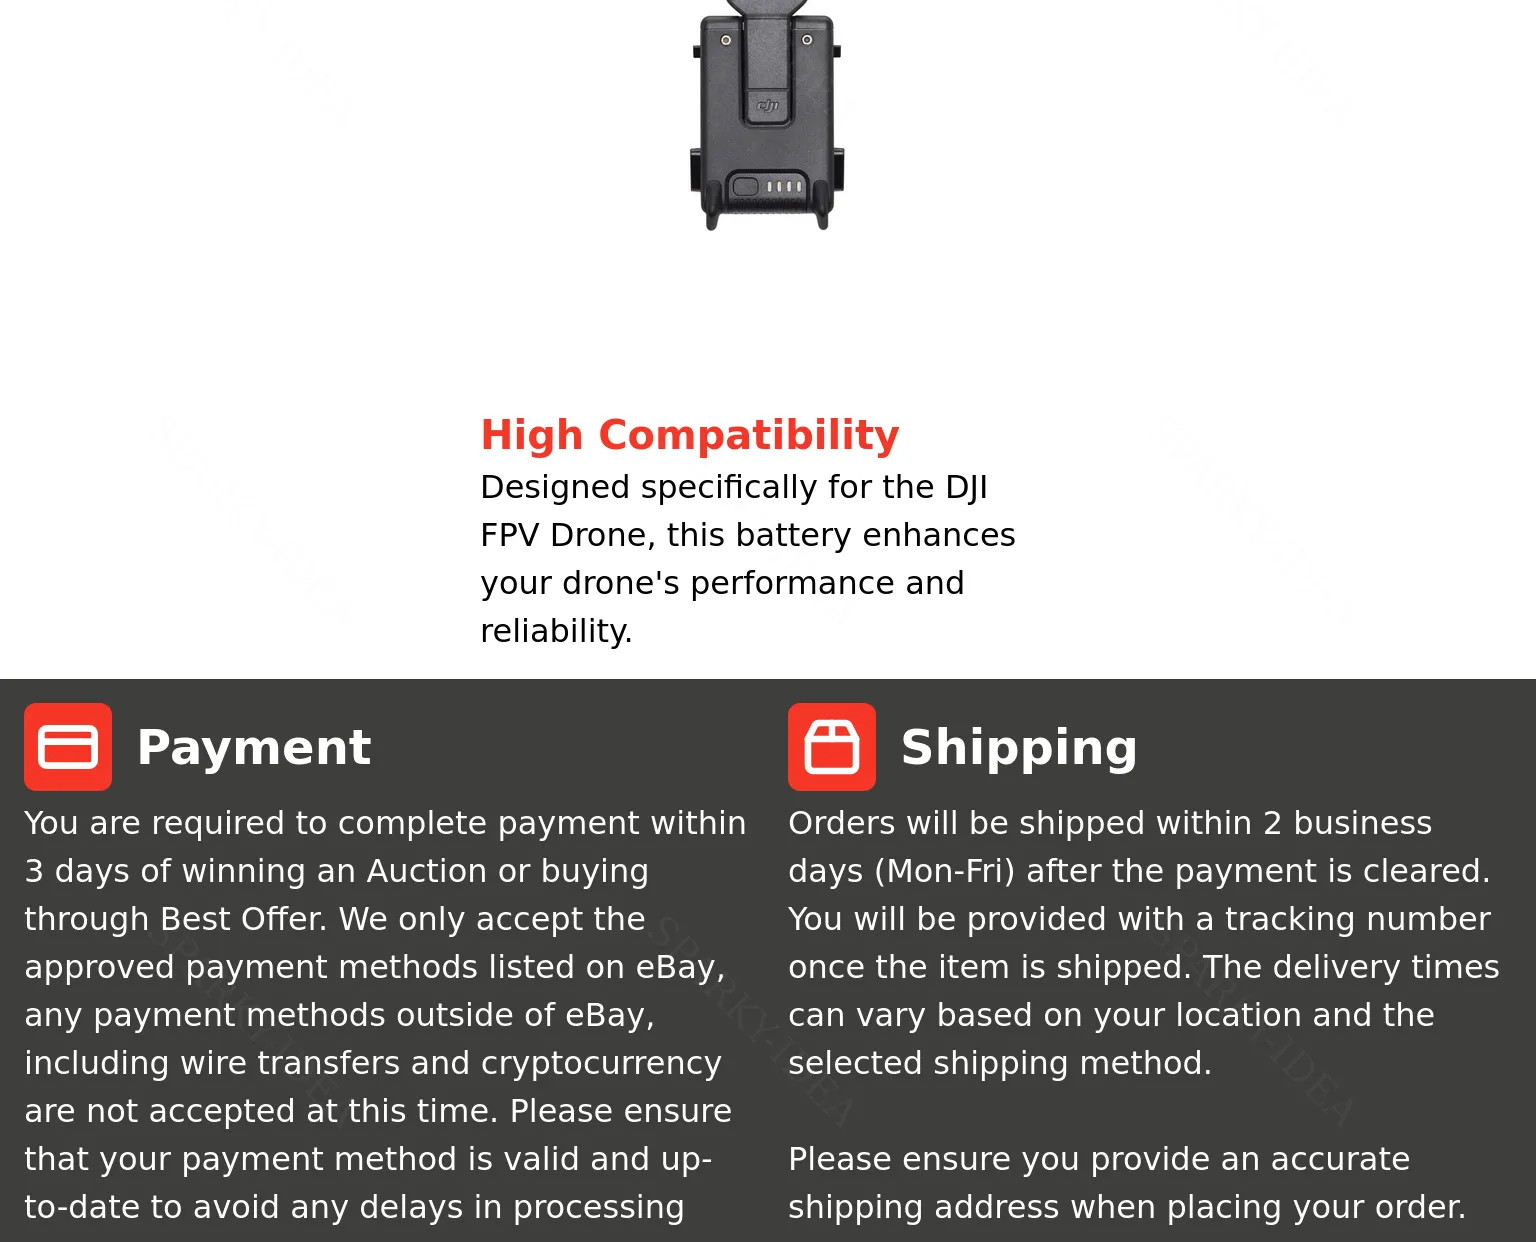 dji
High Compatibility
Designed specifically for the DJI
FPV Drone, this battery enhances
your drone's performance and
reliability.
Payment
You are required to complete payment within
3 days of winning an Auction or buying
through Best Offer. We only accept the
approved payment methods listed on eBay,
any payment methods outside of eBay,
including wire transfers and cryptocurrency
are not accepted at this time. Please ensure
that your payment method is valid and up-
to-date to avoid any delays in processing
Shipping
Orders will be shipped within 2 business
days (Mon-Fri) after the payment is cleared.
You will be provided with a tracking number
once the item is shipped. The delivery times
can vary based on your location and the
selected shipping method.
Please ensure you provide an accurate
shipping address when placing your order.
SPARKY-IDEA
SPARKY-IDEA
SPARKY-IDEA